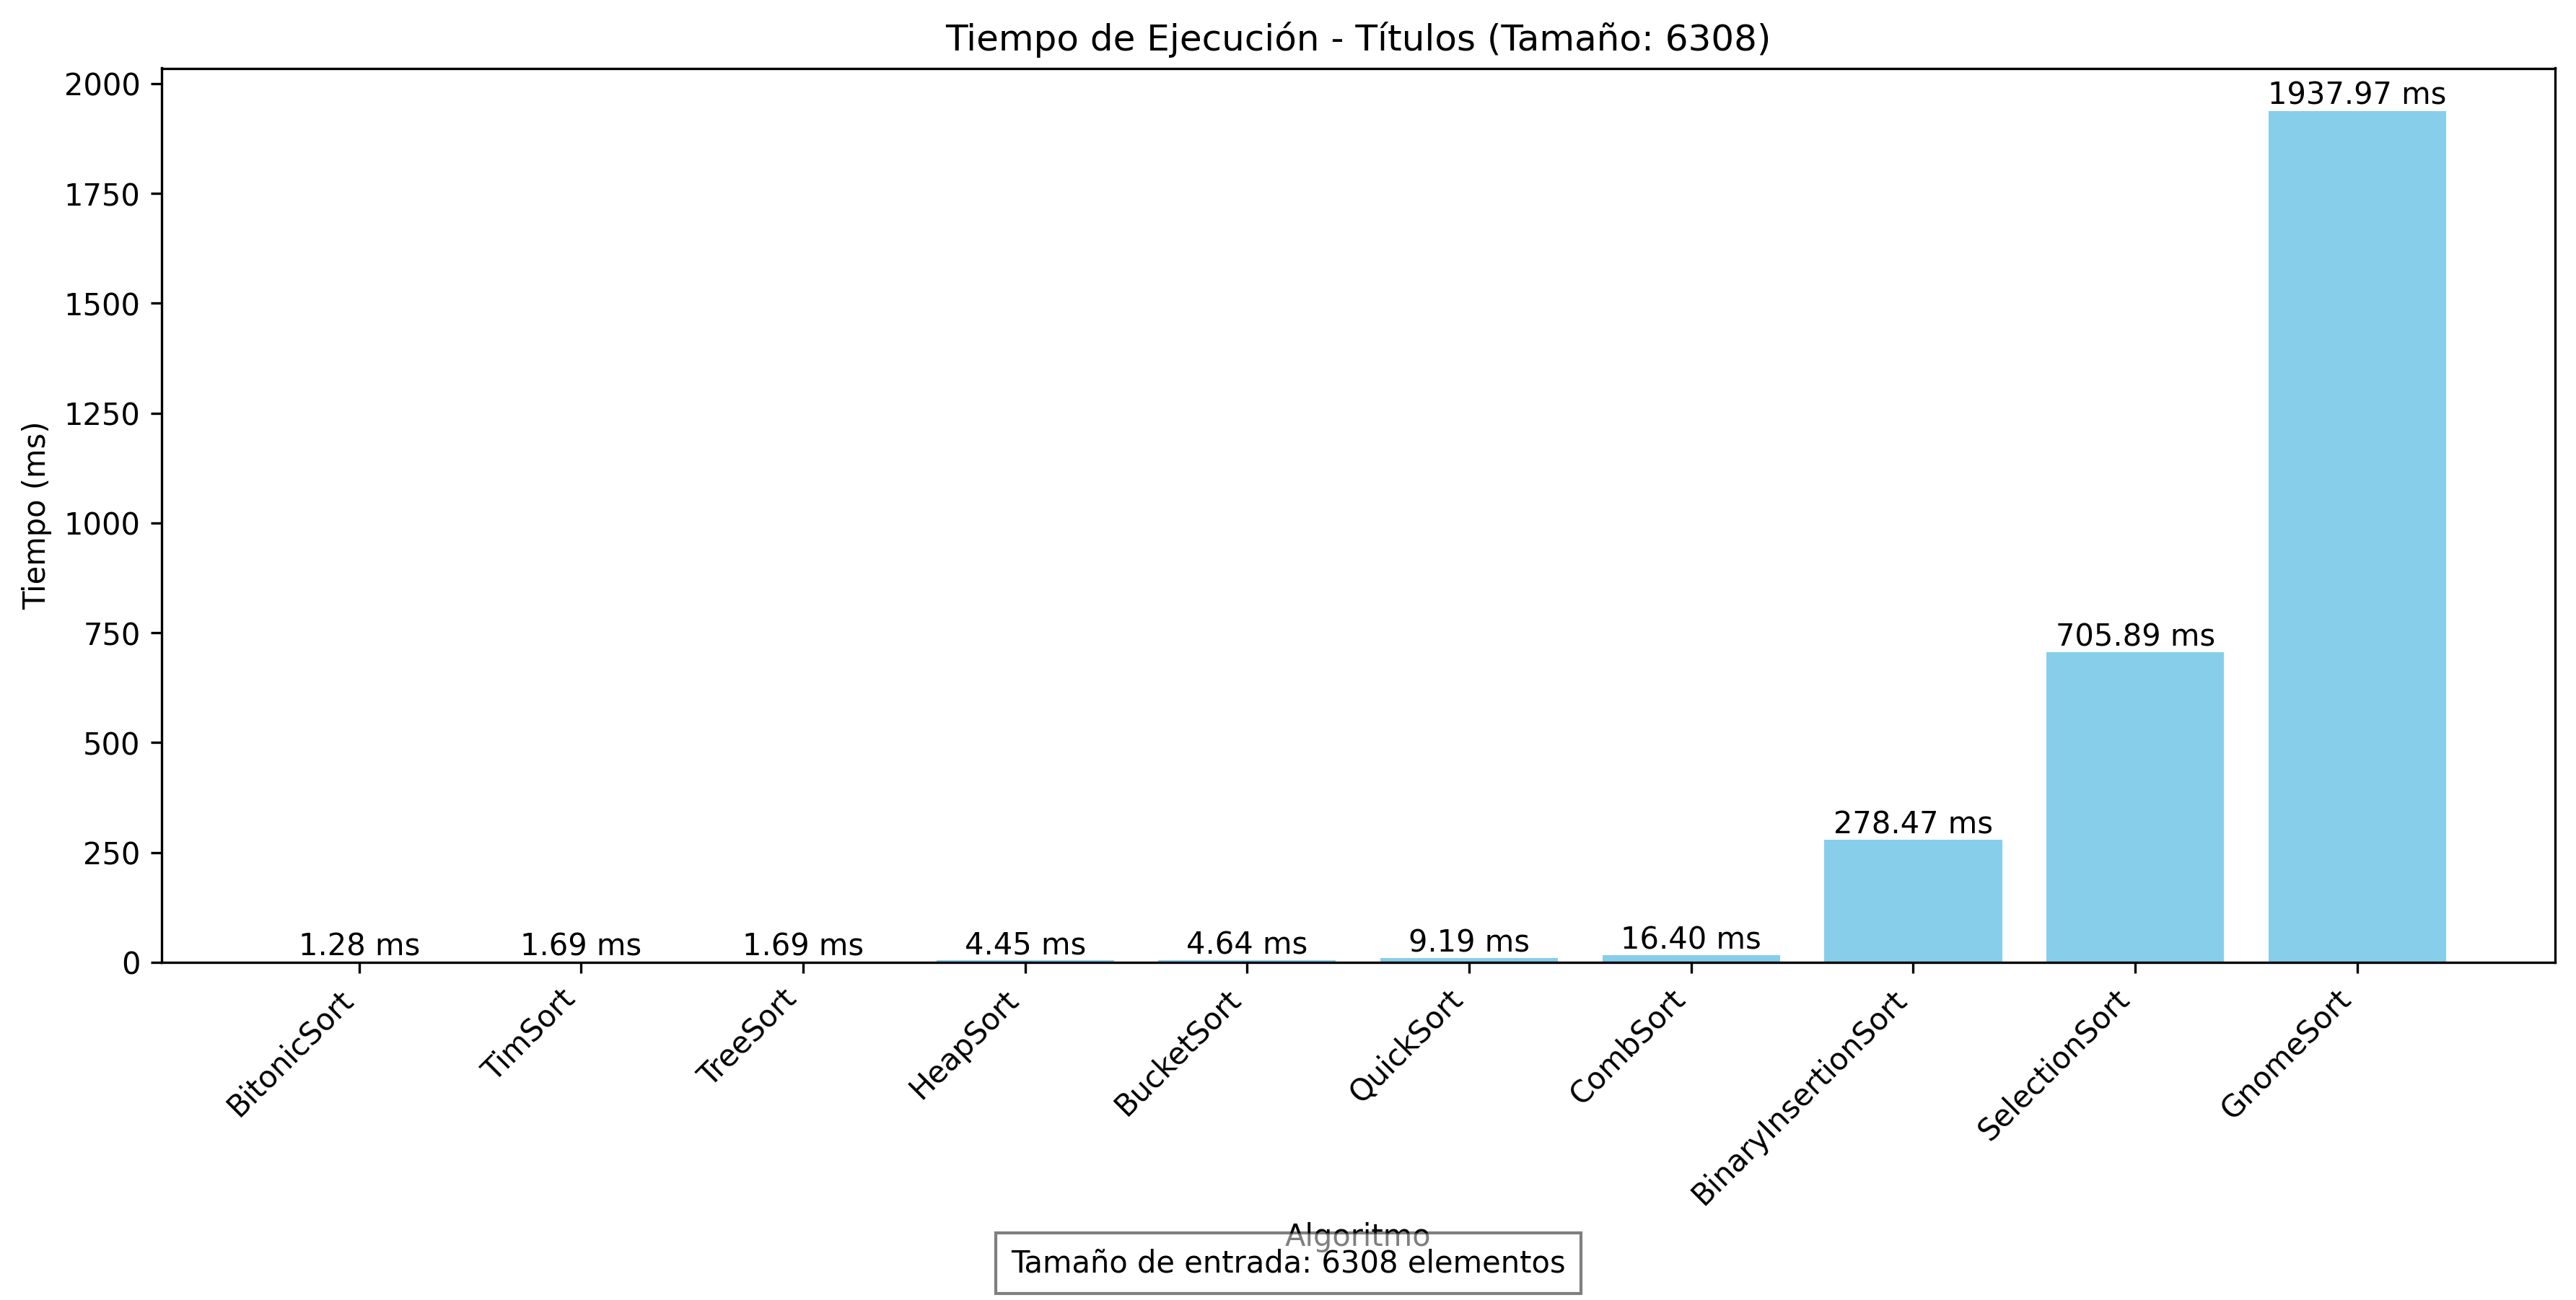 Tiempo de Ejecución - Títulos (Tamaño: 6308)
Tiempo (ms)
2000
1750
1500
1250
1000
750
500
250
0
1.28 ms
1.69 ms
1.69 ms
4.45 ms
4.64 ms
9.19 ms
16.40 ms
278.47 ms
705.89 ms
1937.97 ms
BitonicSort
TimSort
TreeSort
HeapSort
BucketSort
QuickSort
CombSort
BinaryInsertionSort
SelectionSort
GnomeSort
Algoritmo
Tamaño de entrada: 6308 elementos